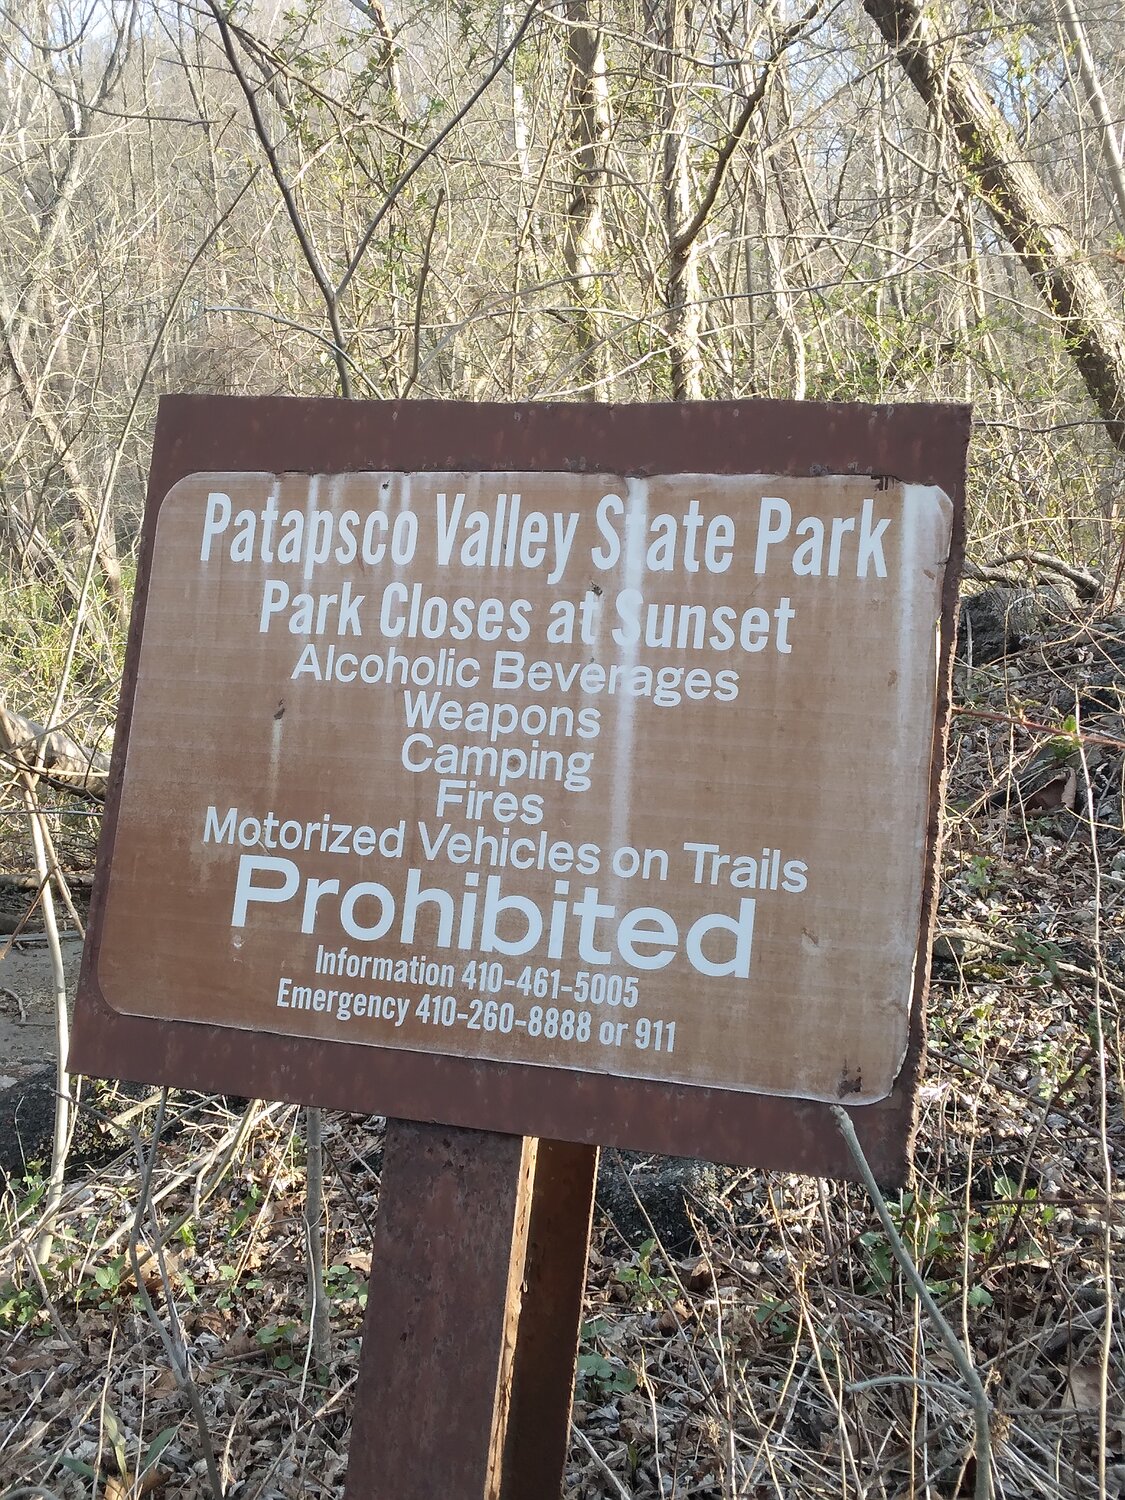 Patapsco Valley State Park
Park Closes at Sunset
Alcoholic Beverages
Weapons
Camping
Fires
Motorized Vehicles on Trails
Prohibited
Information 410-461-5005
Emergency 410-260-8888 or 911